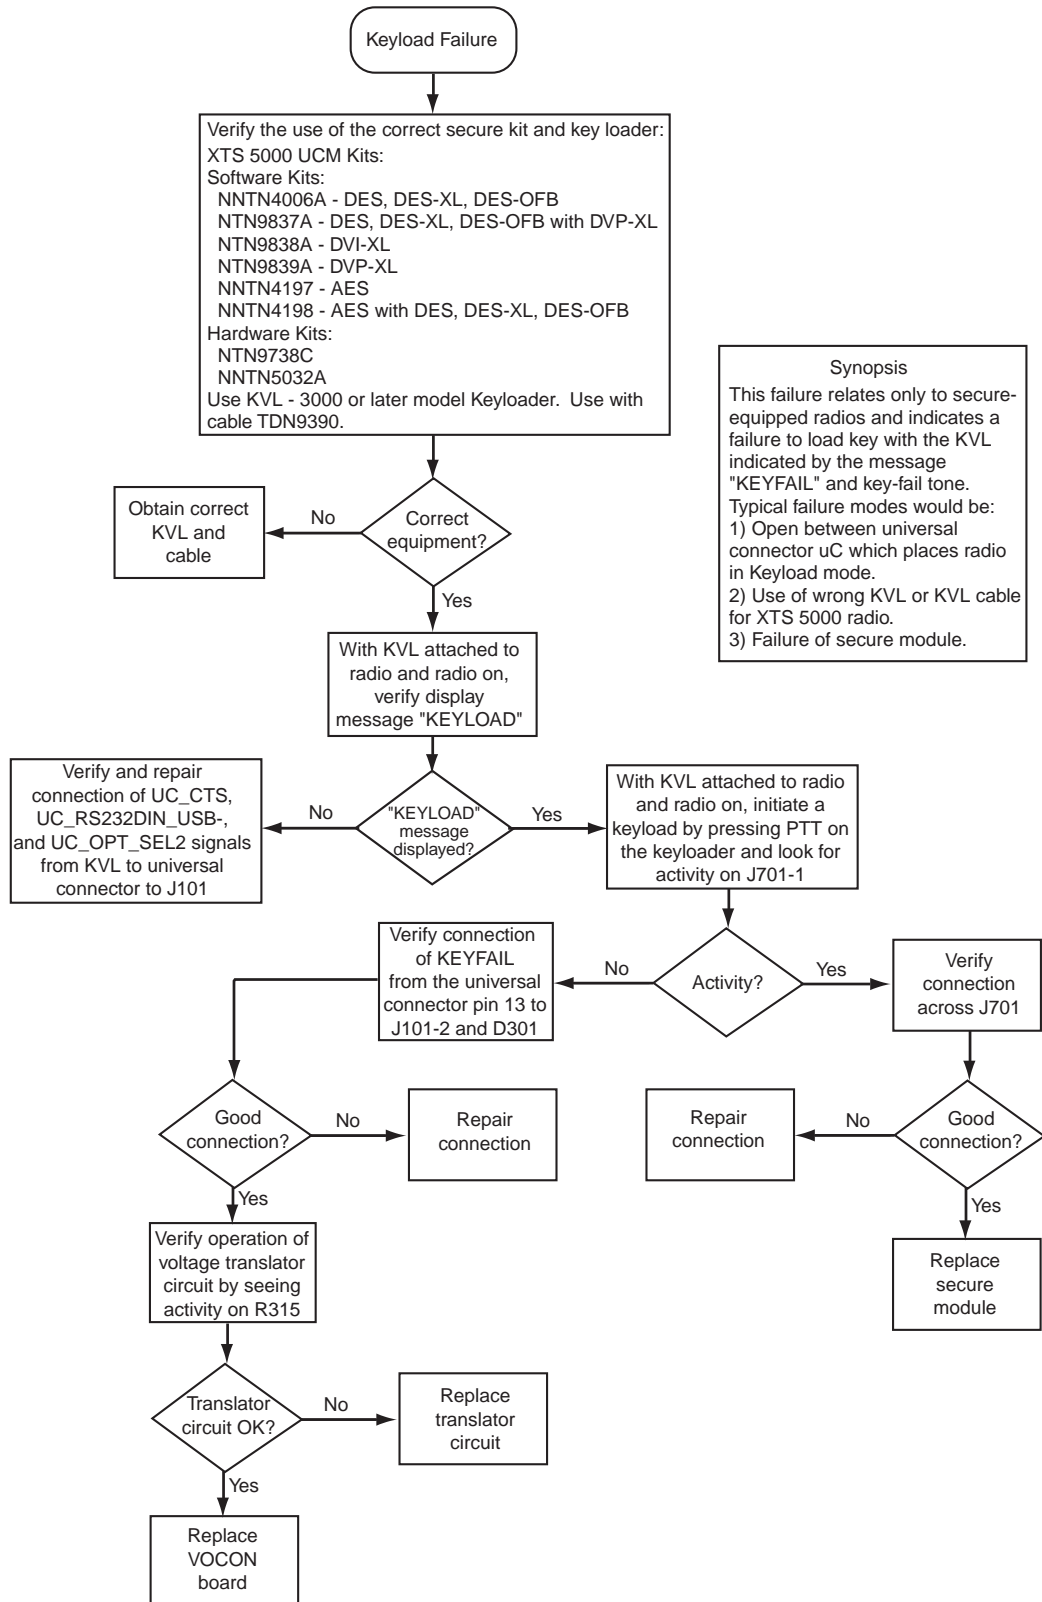 Keyload Failure
Verify the use of the correct secure kit and key loader:
XTS 5000 UCM Kits:
Software Kits:
NNTN4006A - DES, DES-XL, DES-OFB
NTN9837A - DES, DES-XL, DES-OFB with DVP-XL
NTN9838A - DVI-XL
NTN9839A - DVP-XL
NNTN4197 - AES
NNTN4198 - AES with DES, DES-XL, DES-OFB
Hardware Kits:
NTN9738C
NNTN5032A
Use KVL - 3000 or later model Keyloader. Use with
cable TDN9390.
Synopsis
This failure relates only to secure-
equipped radios and indicates a
failure to load key with the KVL
indicated by the message
"KEYFAIL" and key-fail tone.
Typical failure modes would be:
1) Open between universal
connector uC which places radio
in Keyload mode.
2) Use of wrong KVL or KVL cable
for XTS 5000 radio.
3) Failure of secure module.
Correct
equipment?
No
Obtain correct
KVL and
cable
Yes
With KVL attached to
radio and radio on,
verify display
message "KEYLOAD"
"KEYLOAD"
message
displayed?
No
Verify and repair
connection of UC_CTS,
UC_RS232DIN_USB-,
and UC_OPT_SEL2 signals
from KVL to universal
connector to J101
Yes
With KVL attached to radio
and radio on, initiate a
keyload by pressing PTT on
the keyloader and look for
activity on J701-1
Activity?
No
Verify connection
of KEYFAIL
from the universal
connector pin 13 to
J101-2 and D301
Yes
Verify
connection
across J701
Good
connection?
No
Repair
connection
Repair
connection
No
Good
connection?
Yes
Verify operation of
voltage translator
circuit by seeing
activity on R315
Yes
Replace
secure
module
Translator
circuit OK?
No
Replace
translator
circuit
Yes
Replace
VOCON
board